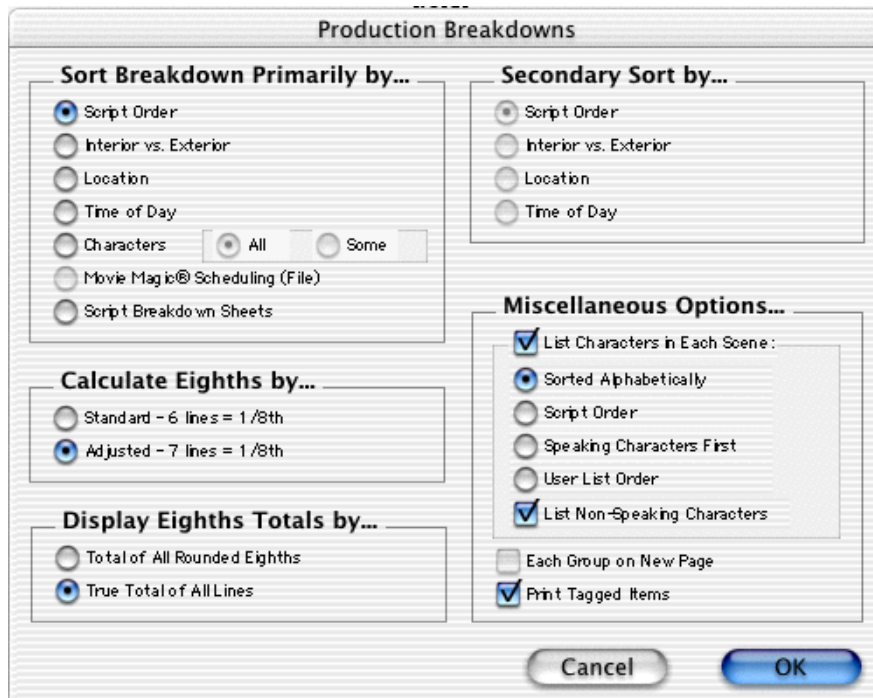 Production Breakdowns
Sort Breakdown Primarily by...
Script Order
Interior vs. Exterior
Location
Time of Day
Characters All Some
Movie Magic® Scheduling (File)
Script Breakdown Sheets
Calculate Eighths by...
Standard – 6 lines = 1/8th
Adjusted – 7 lines = 1/8th
Display Eighths Totals by...
Total of All Rounded Eighths
True Total of All Lines
Secondary Sort by...
Script Order
Interior vs. Exterior
Location
Time of Day
Miscellaneous Options...
List Characters in Each Scene:
Sorted Alphabetically
Script Order
Speaking Characters First
User List Order
List Non-Speaking Characters
Each Group on New Page
Print Tagged Items
Cancel OK